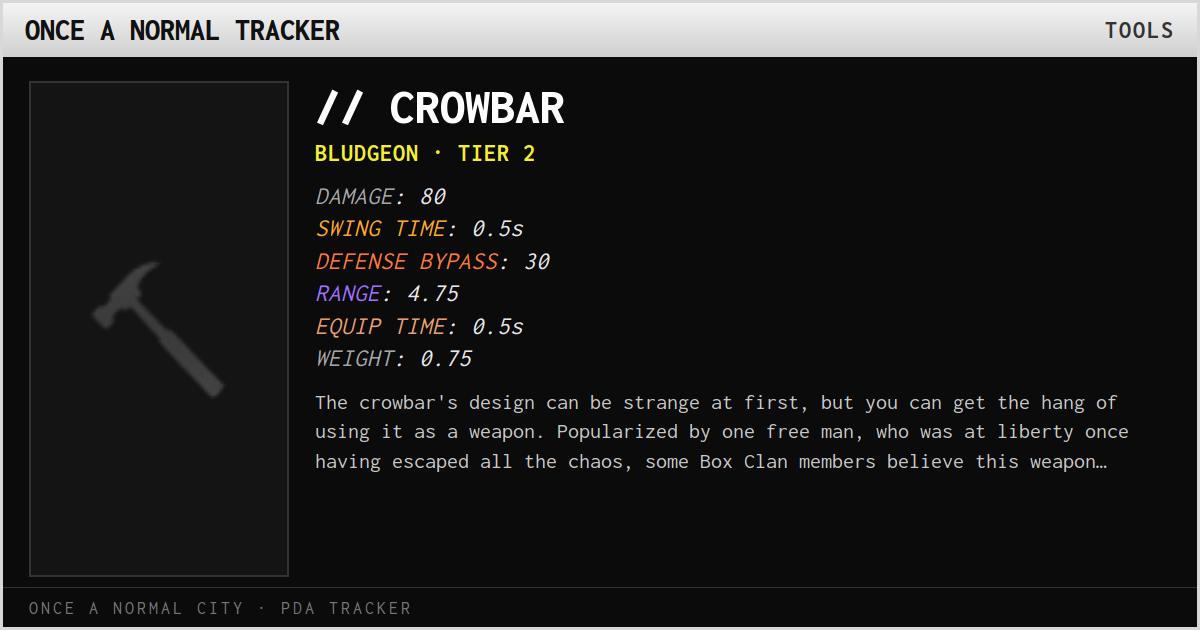 ONCE A NORMAL TRACKER
TOOLS
// CROWBAR
BLUDGEON · TIER 2
DAMAGE: 80
SWING TIME: 0.5s
DEFENSE BYPASS: 30
RANGE: 4.75
EQUIP TIME: 0.5s
WEIGHT: 0.75
The crowbar's design can be strange at first, but you can get the hang of
using it as a weapon. Popularized by one free man, who was at liberty once
having escaped all the chaos, some Box Clan members believe this weapon…
ONCE A NORMAL CITY · PDA TRACKER